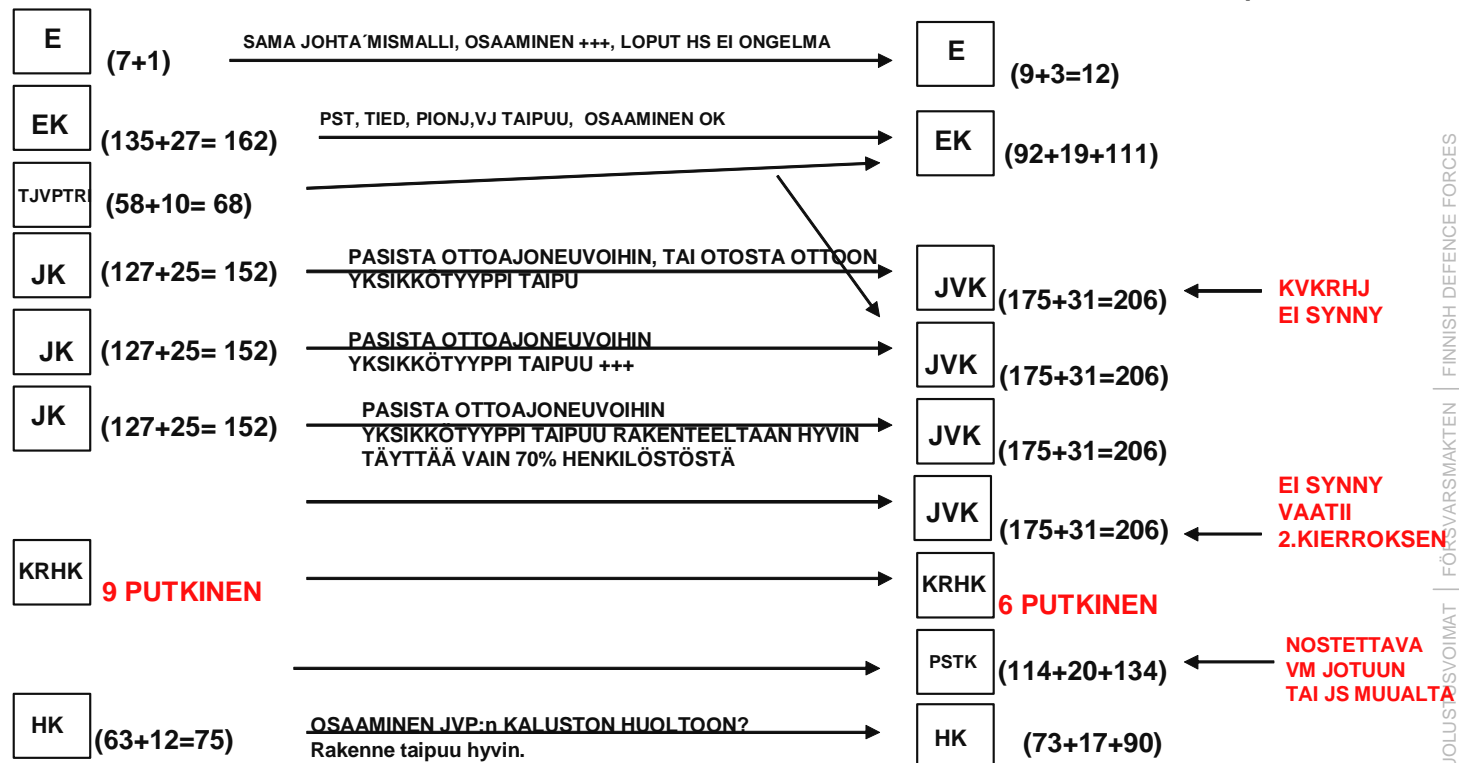 E
(7+1)
SAMA JOHTA´MISMALLI, OSAAMINEN +++, LOPUT HS EI ONGELMA
E
(9+3=12)
EK
(135+27= 162)
PST, TIED, PIONJ,VJ TAIPUU, OSAAMINEN OK
EK
(92+19+111)
TJVPTR
(58+10= 68)
JK
(127+25= 152)
PASISTA OTTOAJONEUVOIHIN, TAI OTOSTA OTTOON
YKSIKKÖTYYPPI TAIPU
JVK
(175+31=206)
KVKRHJ
EI SYNNY
JK
(127+25= 152)
PASISTA OTTOAJONEUVOIHIN
YKSIKKÖTYYPPI TAIPUU +++
JVK
(175+31=206)
JK
(127+25= 152)
PASISTA OTTOAJONEUVOIHIN
YKSIKKÖTYYPPI TAIPUU RAKENTEELTAAN HYVIN
TÄYTTÄÄ VAIN 70% HENKILÖSTÖSTÄ
JVK
(175+31=206)
JVK
(175+31=206)
EI SYNNY
VAATII
2.KIERROKSEN
KRHK
9 PUTKINEN
KRHK
6 PUTKINEN
PSTK
(114+20+134)
NOSTETTAVA
VM JOTUUN
TAI JS MUUALTA
HK
(63+12=75)
OSAAMINEN JVP:n KALUSTON HUOLTOON?
Rakenne taipuu hyvin.
HK
(73+17+90)
UOLUSTUSVOIMAT | FÖRSVARSMAKTEN | FINNISH DEFENCE FORCES